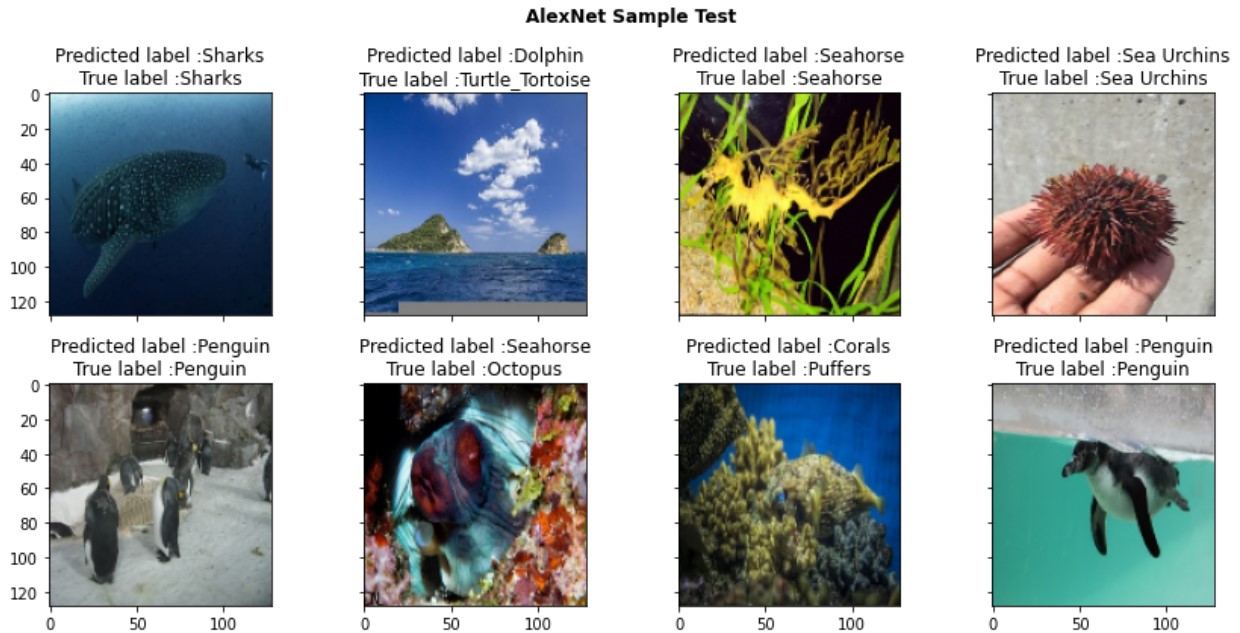 AlexNet Sample Test
Predicted label :Sharks
True label :Sharks
Predicted label :Dolphin
True label :Turtle_Tortoise
Predicted label :Seahorse
True label :Seahorse
Predicted label :Sea Urchins
True label :Sea Urchins
0
20
40
60
80
100
120
Predicted label :Penguin
True label :Penguin
Predicted label :Seahorse
True label :Octopus
Predicted label :Corals
True label :Puffers
Predicted label :Penguin
True label :Penguin
0
20
40
60
80
100
120
0 50 100 0 50 100 0 50 100 50 100